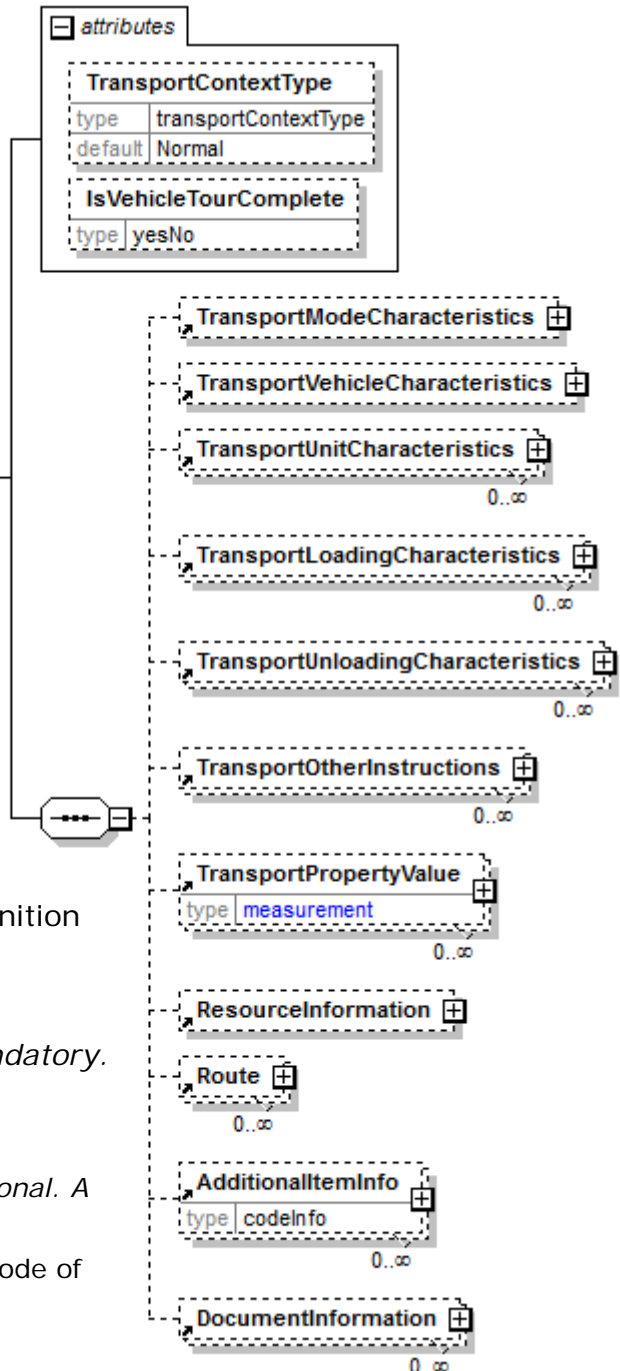 attributes
TransportContextType
type transportContextType
default Normal
IsVehicleTourComplete
type yesNo
TransportModeCharacteristics
TransportVehicleCharacteristics
TransportUnitCharacteristics
0..∞
TransportLoadingCharacteristics
0..∞
TransportUnloadingCharacteristics
0..∞
TransportOtherInstructions
0..∞
TransportPropertyValue
type measurement
0..∞
nition
ResourceInformation
ndatory.
Route
0..∞
onal. A
AdditionalItemInfo
type codeInfo
0..∞
ode of
DocumentInformation
0..∞